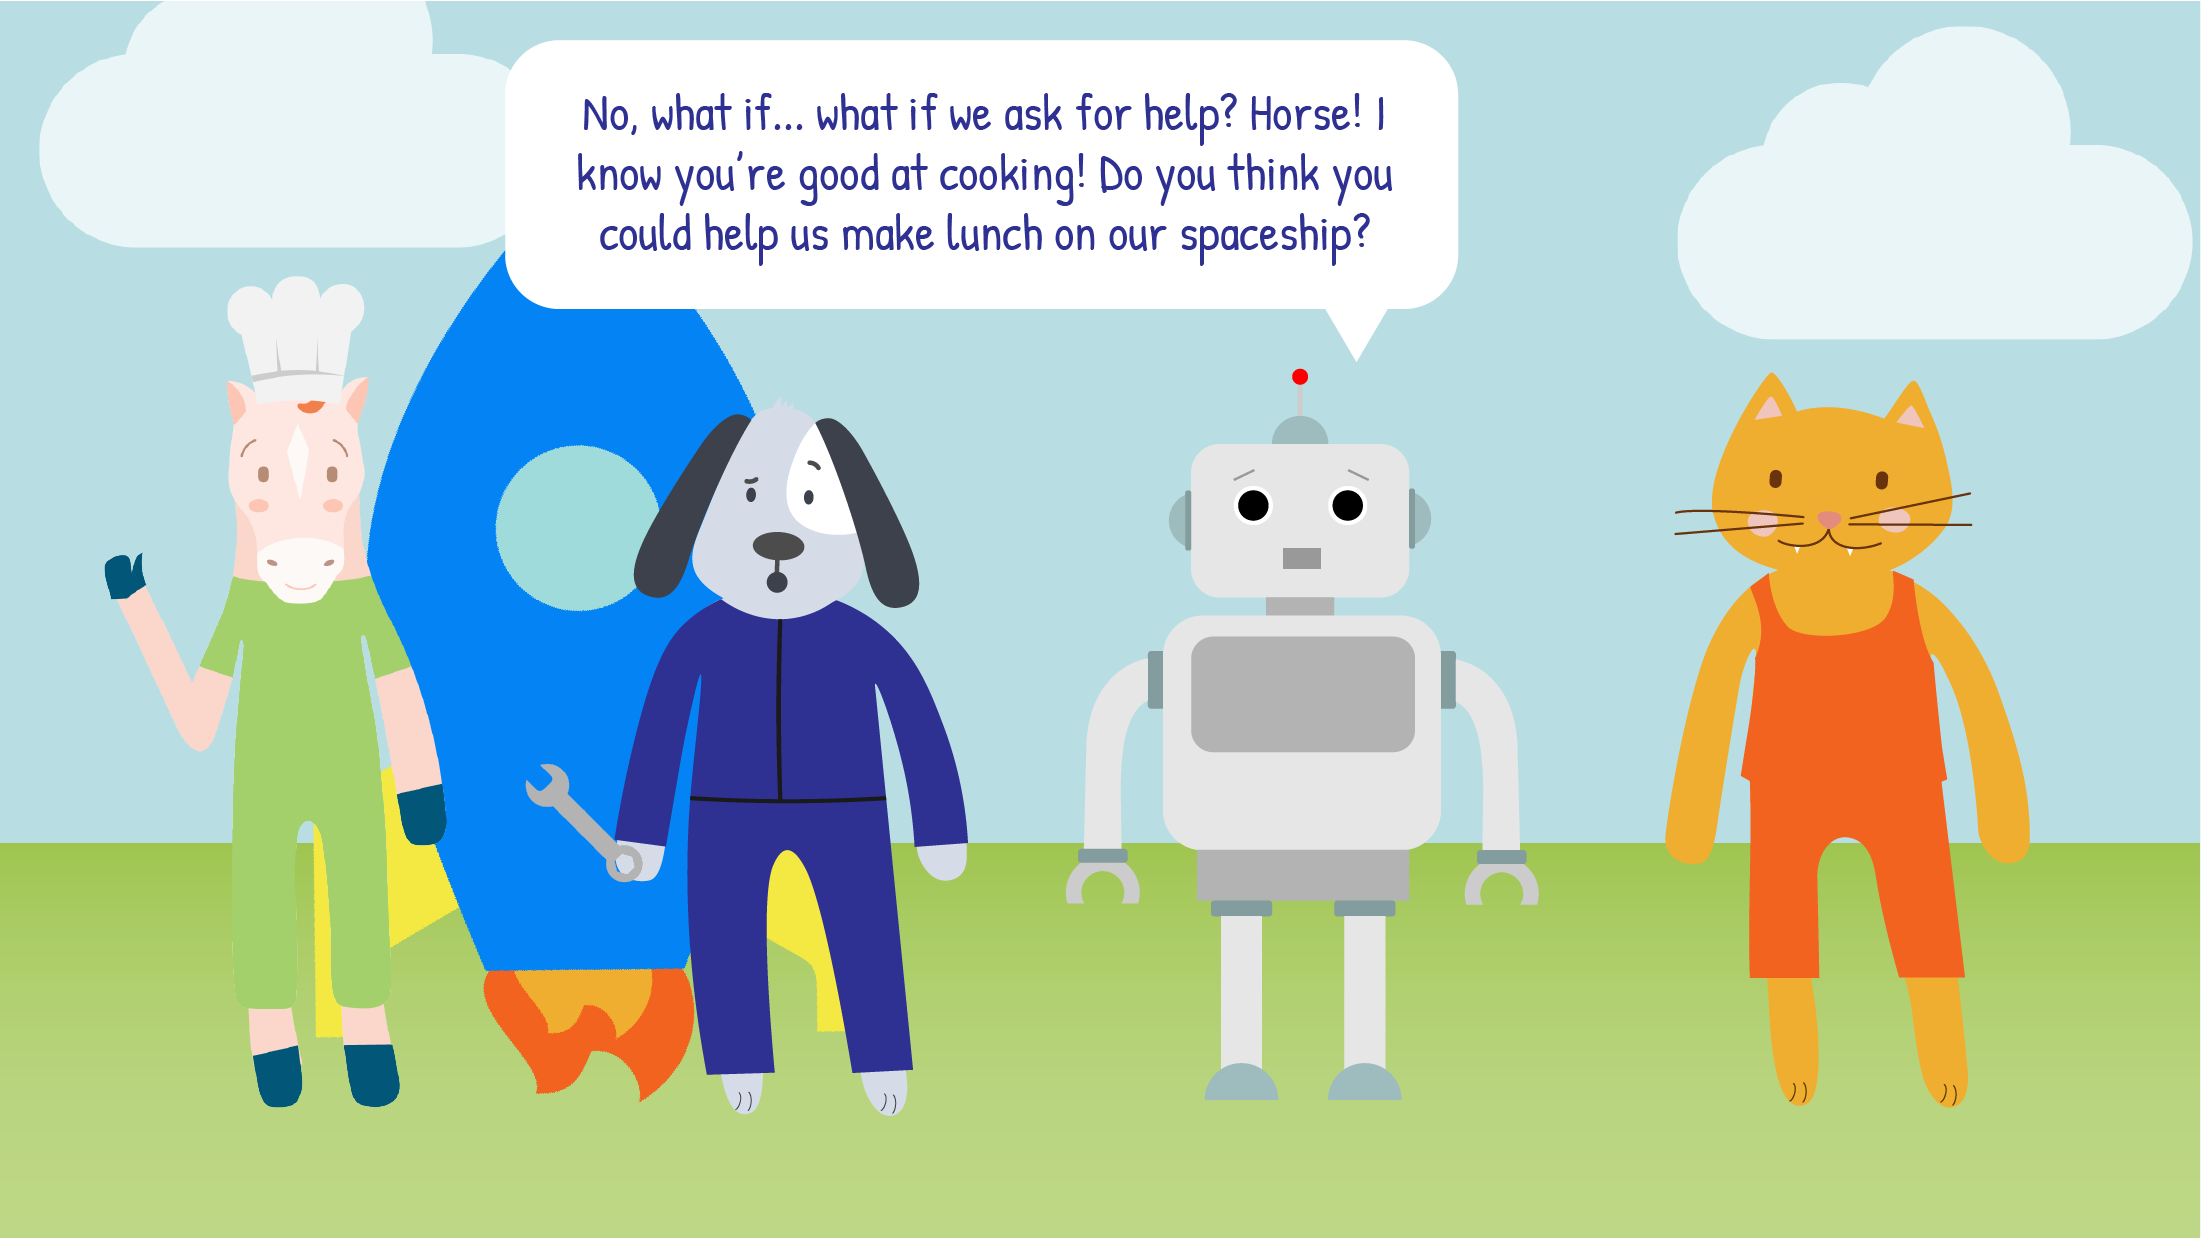 No, what if... what if we ask for help? Horse! I
know you're good at cooking! Do you think you
could help us make lunch on our spaceship?